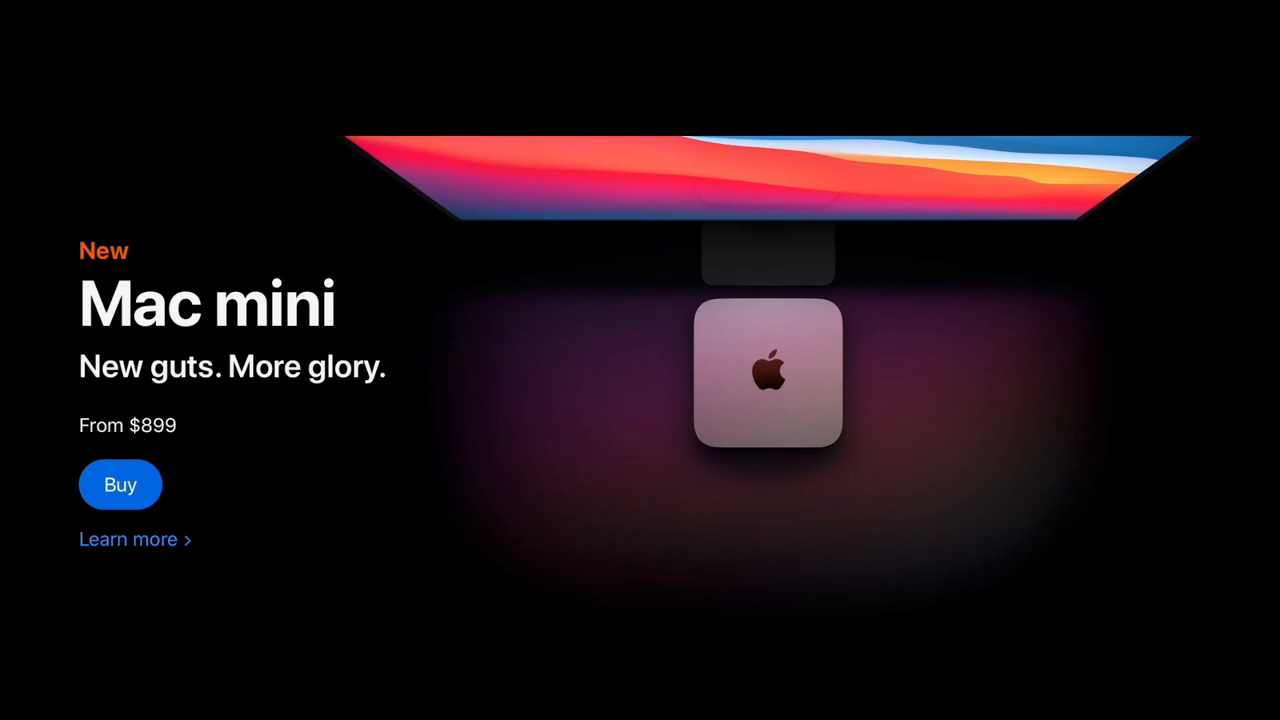 New
Mac mini
New guts. More glory.
From $899
Buy
Learn more >